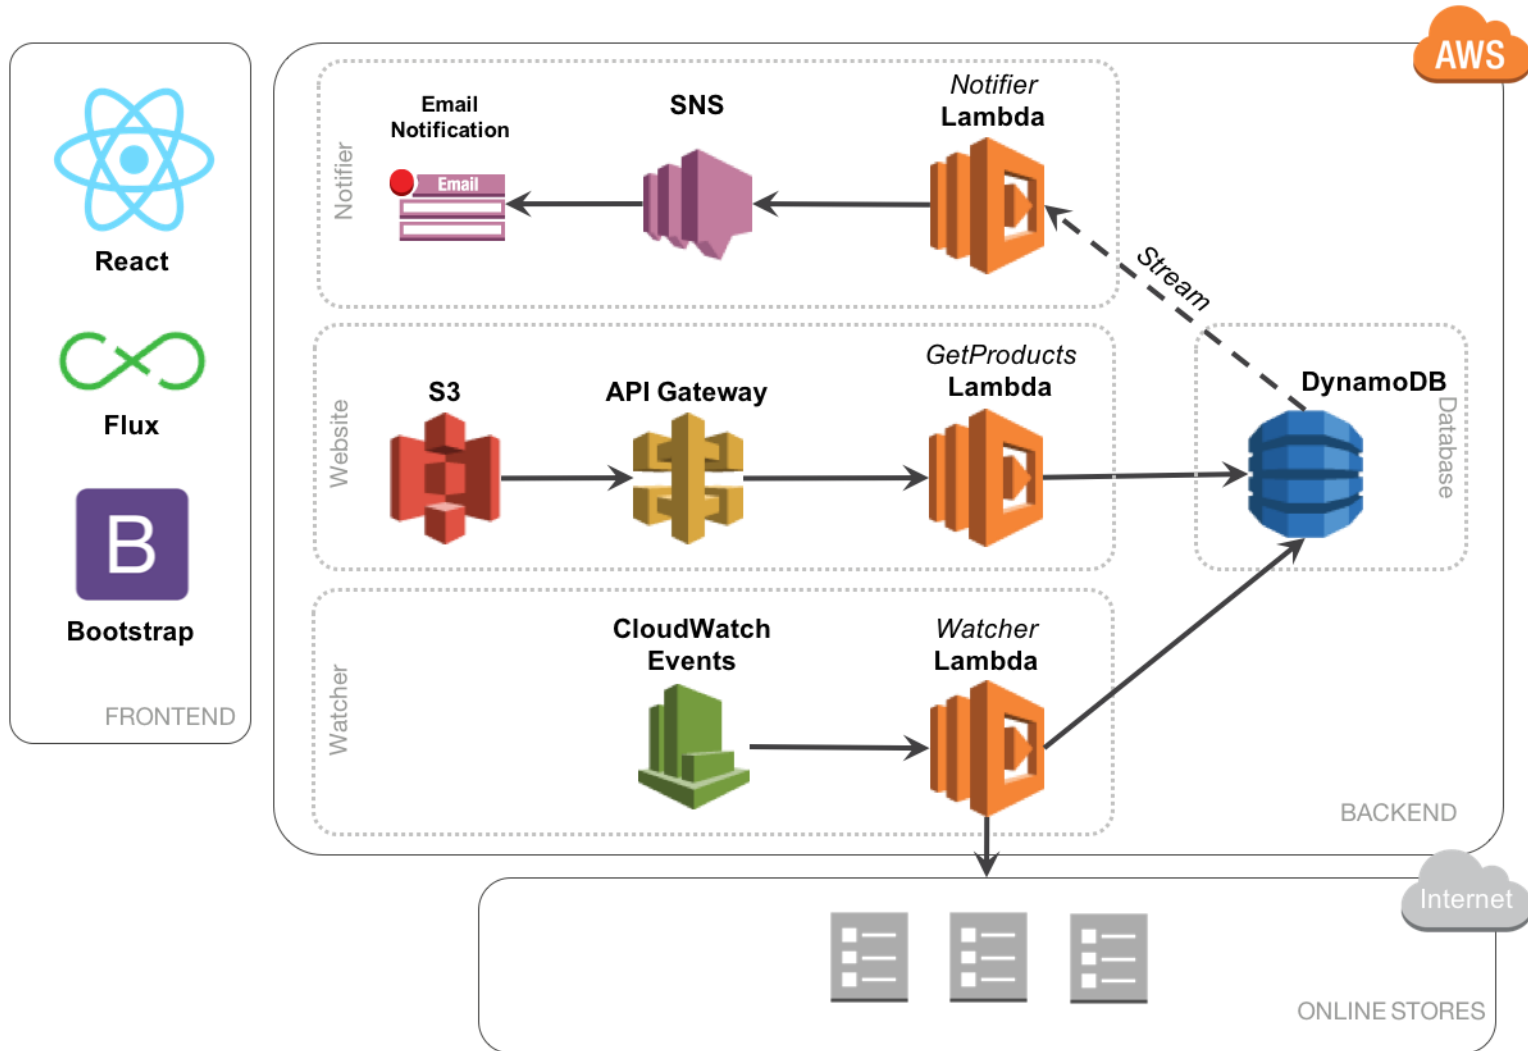 AWS
React
Flux
B
Bootstrap
FRONTEND
Notifier
Email
Notification
Email
SNS
Notifier
Lambda
Stream
Website
S3
API Gateway
GetProducts
Lambda
DynamoDB
Database
Watcher
CloudWatch
Events
Watcher
Lambda
BACKEND
Internet
ONLINE STORES